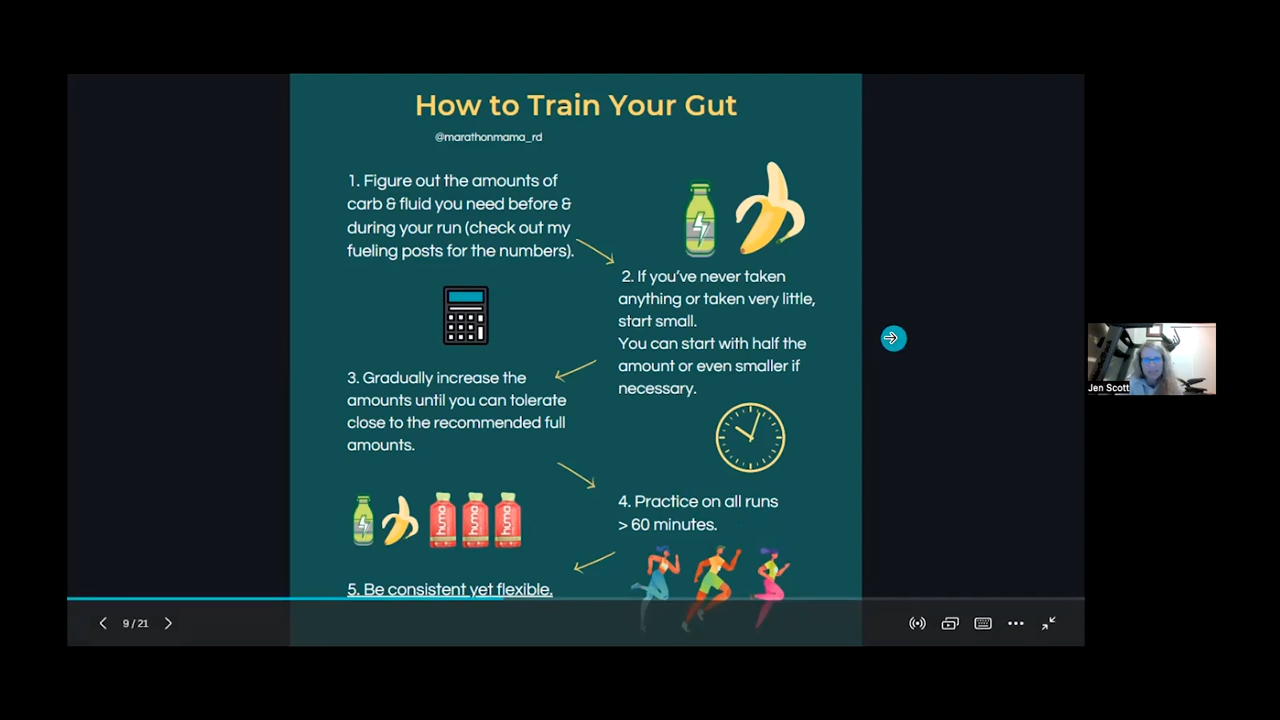 How to Train Your Gut
@marathonmama_rd
1. Figure out the amounts of
carb & fluid you need before &
during your run (check out my
fueling posts for the numbers).
2. If you've never taken
anything or taken very little,
start small.
You can start with half the
amount or even smaller if
necessary.
3. Gradually increase the
amounts until you can tolerate
close to the recommended full
amounts.
4. Practice on all runs
> 60 minutes.
huma
huma
huma
5. Be consistent yet flexible.
9 / 21
Jen Scott